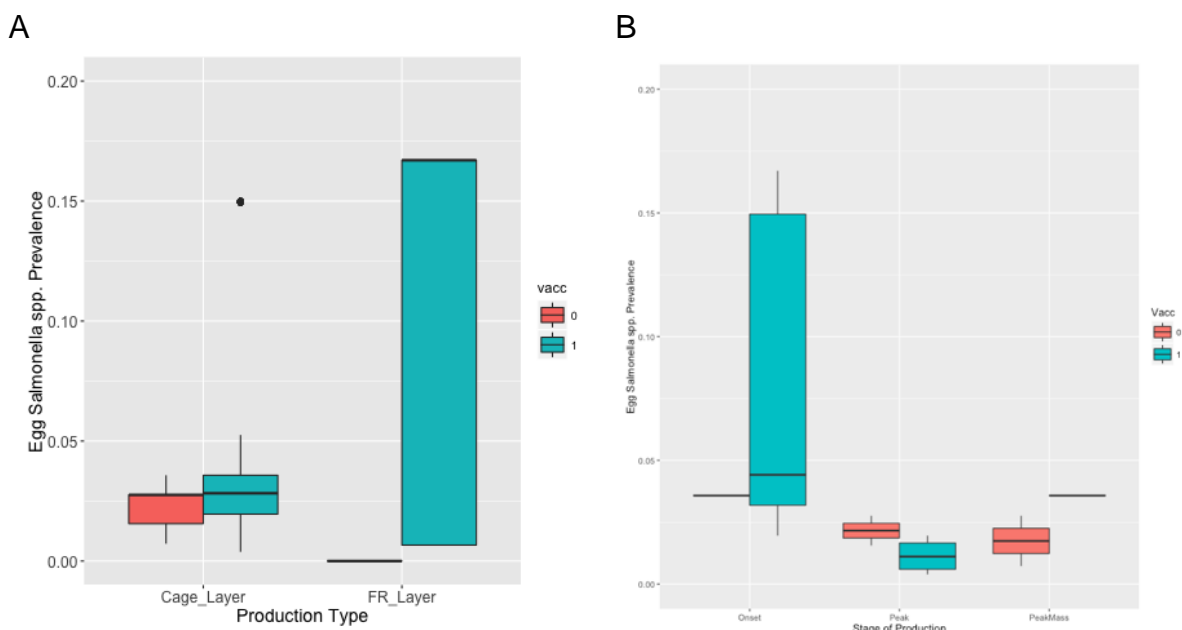 A
Egg Salmonella spp. Prevalence
0.20
0.15
0.10
0.05
0.00
Cage_Layer FR_Layer
Production Type
vacc
0
1
B
Egg Salmonella spp. Prevalence
0.20
0.15
0.10
0.05
0.00
Onset Peak PeakMass
Stage of Production
Vacc
0
1